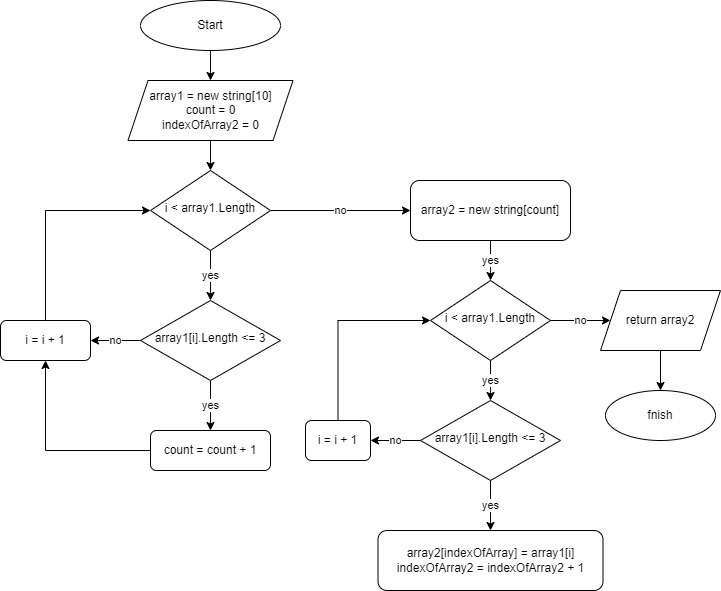 Start
array1 = new string[10]
count = 0
indexOfArray2 = 0
i < array1.Length
no
array2 = new string[count]
yes
yes
i = i + 1
no
array1[i].Length <= 3
yes
count = count + 1
i < array1.Length
no
return array2
yes
fnish
i = i + 1
no
array1[i].Length <= 3
yes
array2[indexOfArray] = array1[i]
indexOfArray2 = indexOfArray2 + 1